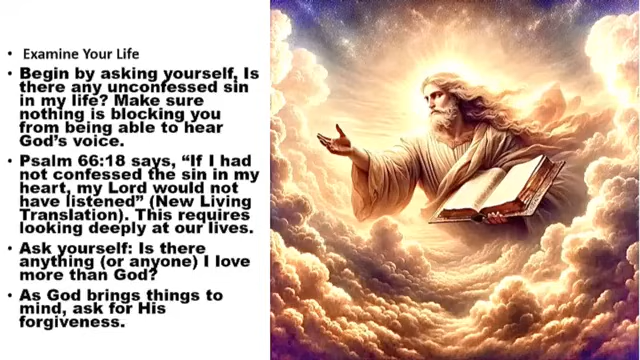 • Examine Your Life
• Begin by asking yourself, Is
there any unconfessed sin
in my life? Make sure
nothing is blocking you
from being able to hear
God's voice.
• Psalm 66:18 says, “If I had
not confessed the sin in my
heart, my Lord would not
have listened” (New Living
Translation). This requires
looking deeply at our lives.
• Ask yourself: Is there
anything (or anyone) I love
more than God?
• As God brings things to
mind, ask for His
forgiveness.